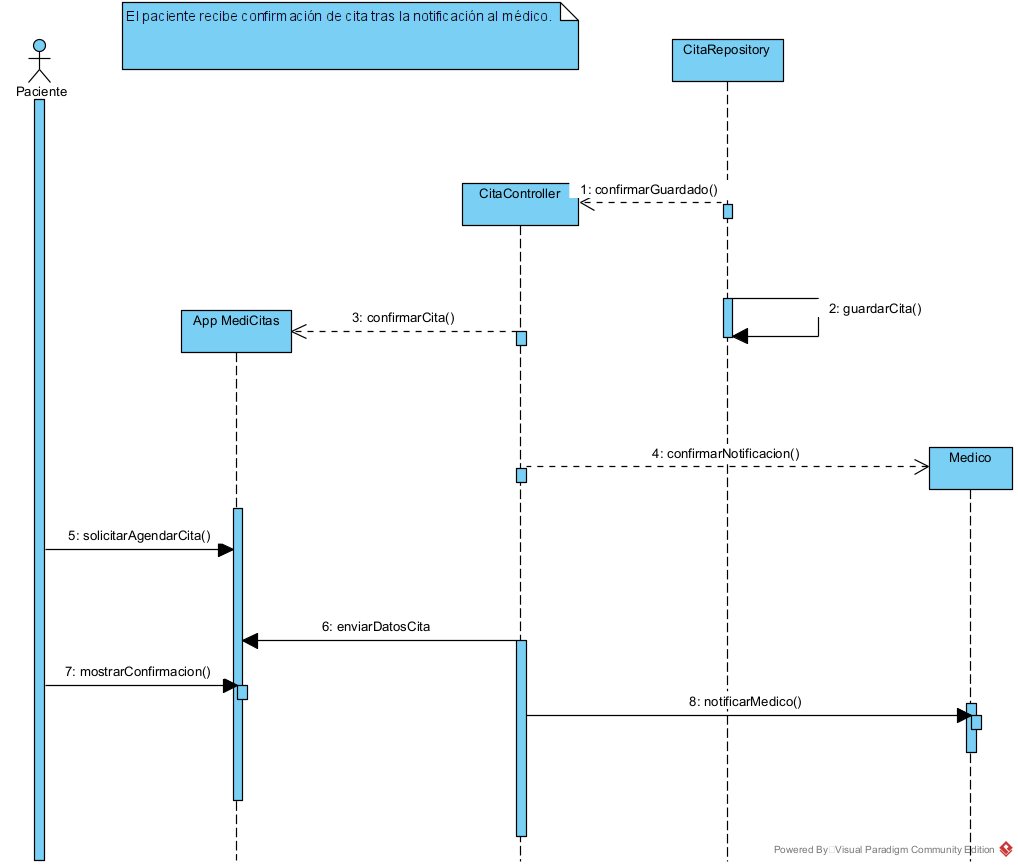 El paciente recibe confirmación de cita tras la notificación al médico.
Paciente
CitaRepository
CitaController
1: confirmarGuardado()
2: guardarCita()
App MediCitas
3: confirmarCita()
4: confirmarNotificacion()
Medico
5: solicitarAgendarCita()
6: enviarDatosCita
7: mostrarConfirmacion()
8: notificarMedico()
Powered By Visual Paradigm Community Edition